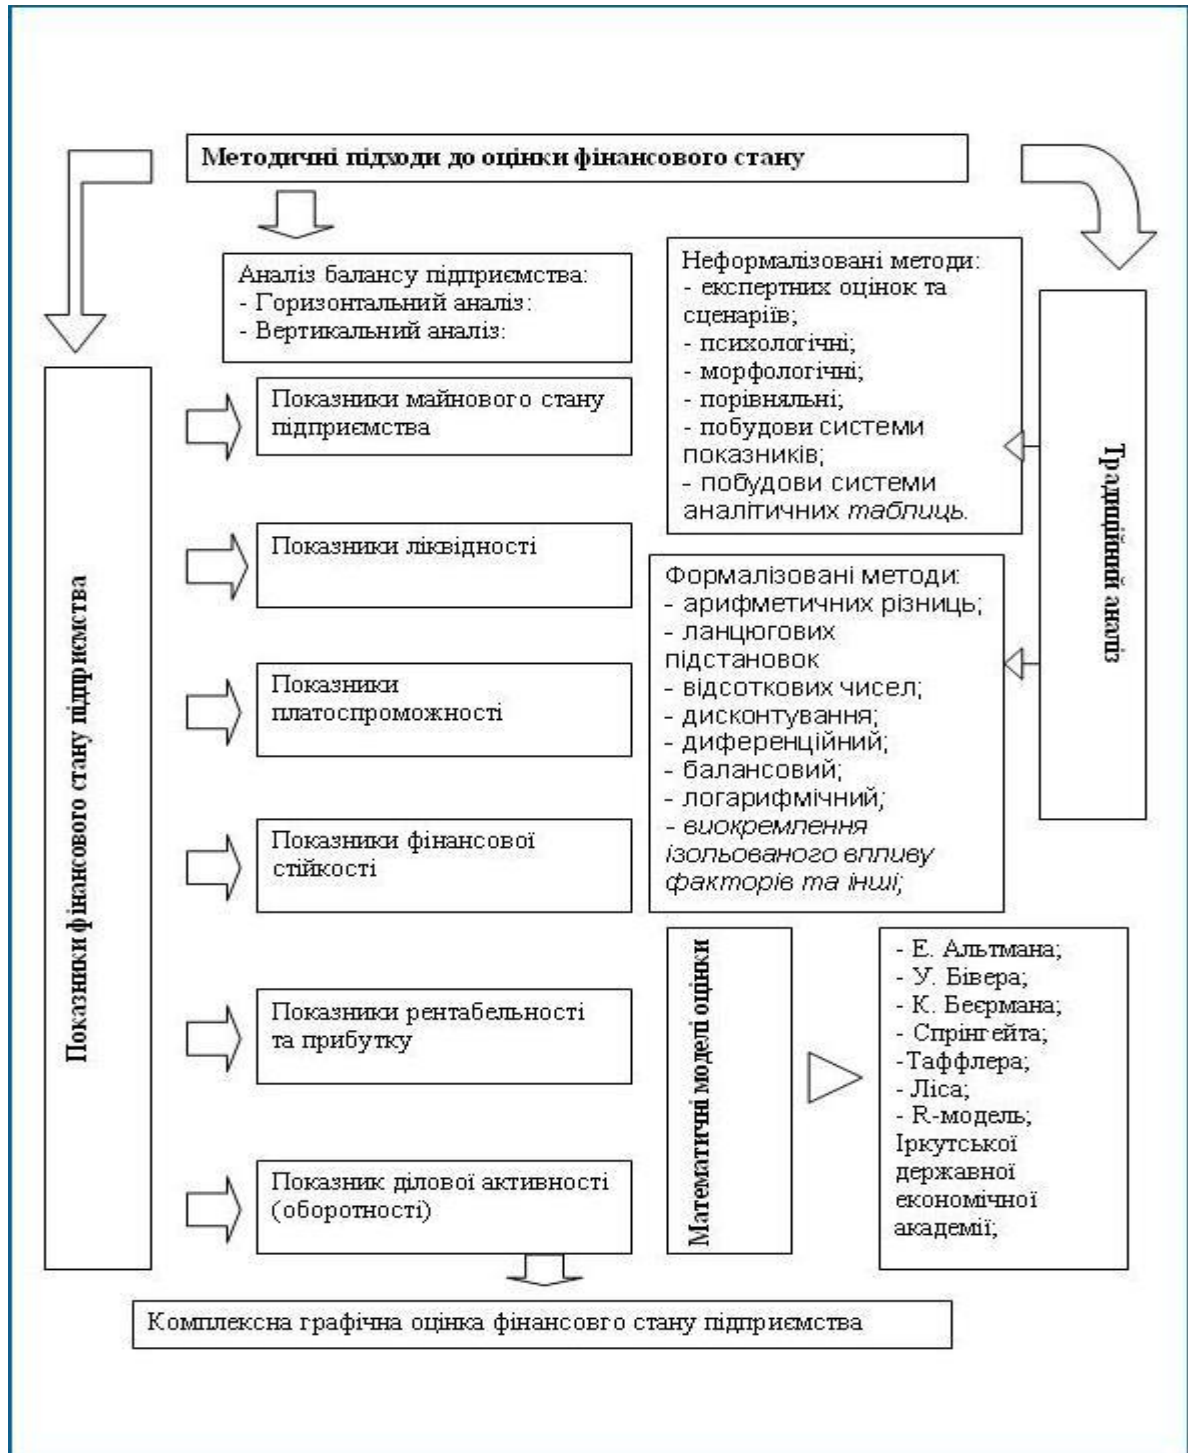 Методичні підходи до оцінки фінансового стану
Аналіз балансу підприємства:
- Горизонтальний аналіз:
- Вертикальний аналіз:
Показники фінансового стану підприємства
Показники майнового стану
підприємства
Показники ліквідності
Показники
платоспроможності
Показники фінансової
стійкості
Показники рентабельності
та прибутку
Показник ділової активності
(оборотності)
Неформалізовані методи:
- експертних оцінок та
сценаріїв;
- психологічні;
- морфологічні;
- порівняльні;
- побудови системи
показників;
- побудови системи
аналітичних таблиць.
Традиційний аналіз
Формалізовані методи:
- арифметичних різниць;
- ланцюгових
підстановок
- відсоткових чисел;
- дисконтування;
- диференційний;
- балансовий;
- логарифмічний;
- виокремлення
ізольованого впливу
факторів та інші;
Математичні моделі оцінки
- Е. Альтмана;
- У. Бівера;
- К. Беєрмана;
- Спрінгейта;
-Таффлера;
- Ліса;
- R-модель;
Іркутської
державної
економічної
академії;
Комплексна графічна оцінка фінансовго стану підприємства